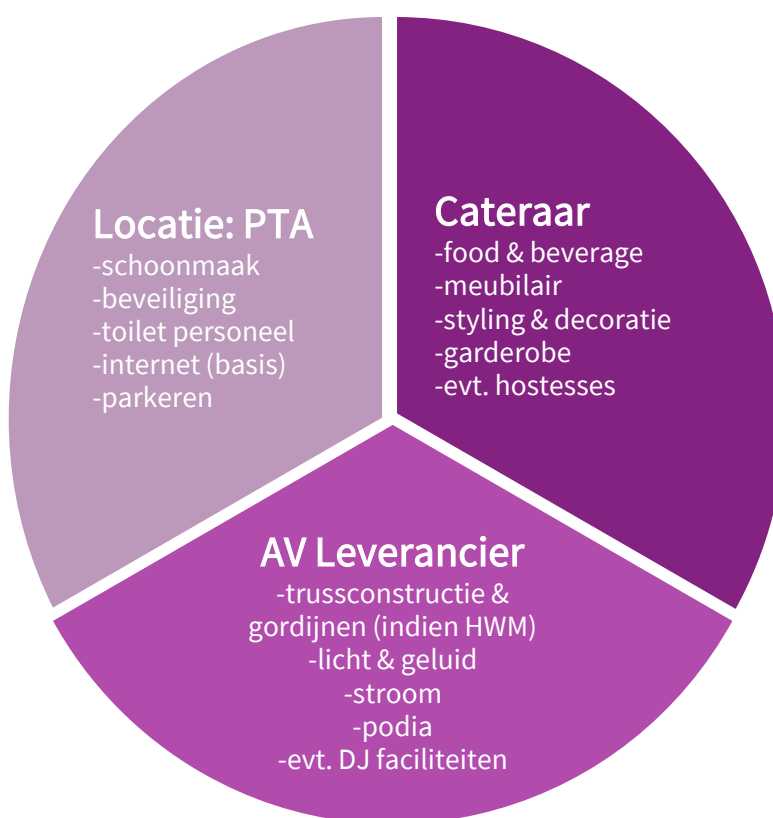 Locatie: PTA
-schoonmaak
-beveiliging
-toilet personeel
-internet (basis)
-parkeren
Cateraar
-food & beverage
-meubilair
-styling & decoratie
-garderobe
-evt. hostesses
AV Leverancier
-trussconstructie &
gordijnen (indien HWM)
-licht & geluid
-stroom
-podia
-evt. DJ faciliteiten